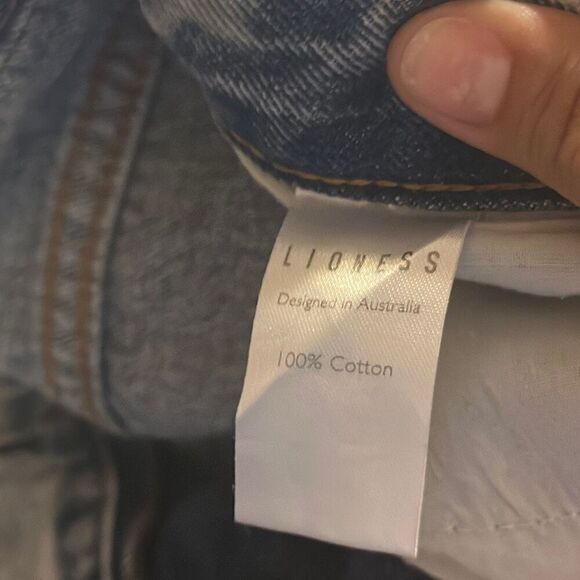 LIONESS
Designed in Australia
100% Cotton